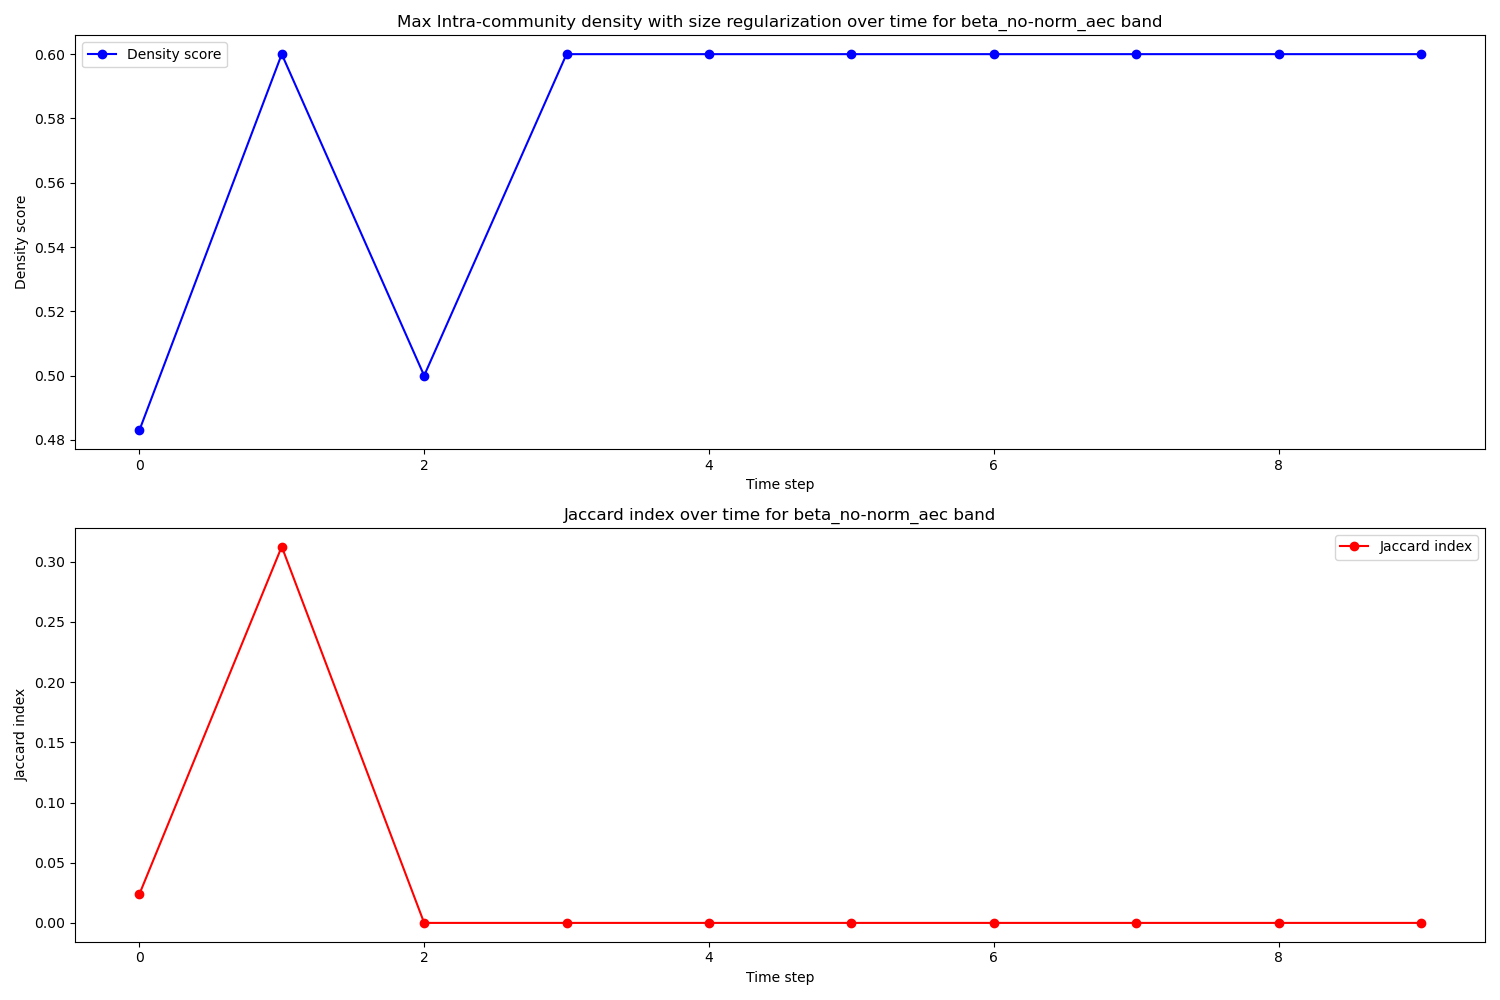 Max Intra-community density with size regularization over time for beta_no-norm_aec band
Density score
0.60
0.58
0.56
0.54
0.52
0.50
0.48
Density score
0 2 4 6 8
Time step
Jaccard index over time for beta_no-norm_aec band
Jaccard index
0.30
0.25
0.20
0.15
0.10
0.05
0.00
Jaccard index
0 2 4 6 8
Time step